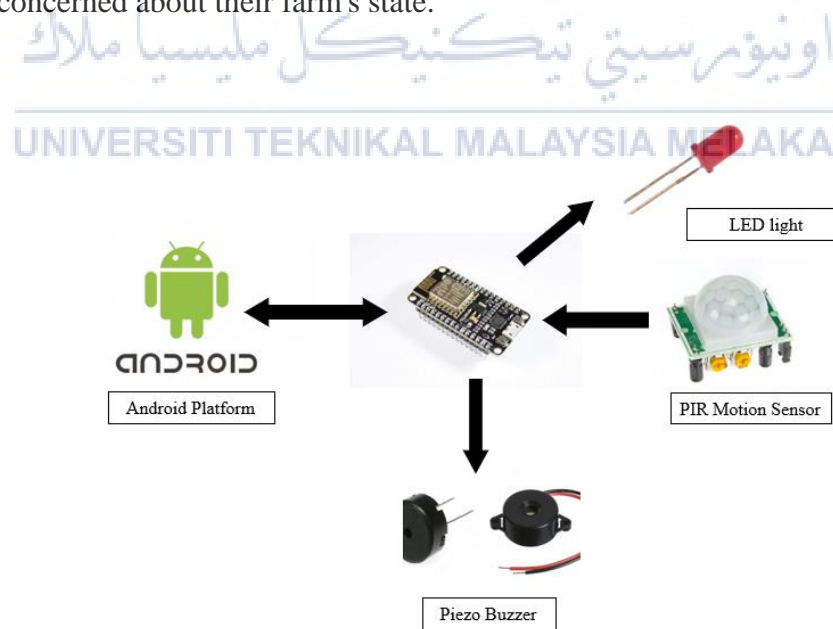 concerned about their farm's state.
اونيۏرسيتي تيكنيكل مليسيا ملاك
UNIVERSITI TEKNIKAL MALAYSIA MELAKA
LED light
ANDROID
Android Platform
PIR Motion Sensor
Piezo Buzzer